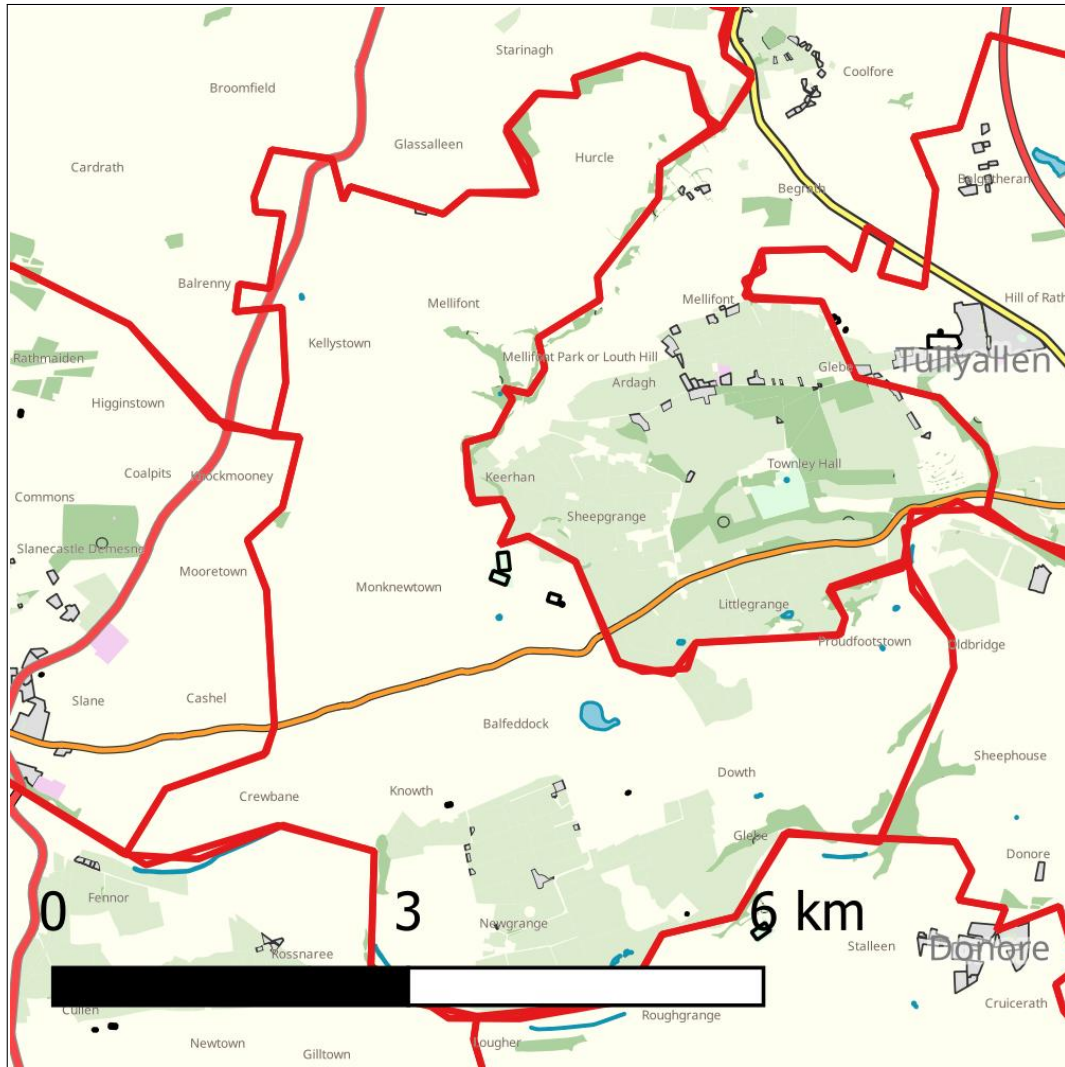 Starinagh
Coolfore
Broomfield
Glassalleen
Hurcle
Cardrath
Balgatheran
Begrath
Balrenny
Mellifont
Mellifont
Hill of Rath
Kellystown
Rathmaiden
Mellifont Park or Louth Hill
Tullyallen
Glebe
Ardagh
Higginstown
Coalpits
Knockmooney
Keerhan
Townley Hall
Commons
Sheepgrange
Slanecastle Demesne
Mooretown
Monknewtown
Littlegrange
Proudfootstown
Oldbridge
Slane
Cashel
Balfeddock
Sheephouse
Dowth
Crewbane
Knowth
Glebe
Donore
Fennor
0
3
6 km
Newgrange
Rossnaree
Stalleen
Donore
Cullen
Cruicerath
Roughgrange
Newtown
Gilltown
Lougher